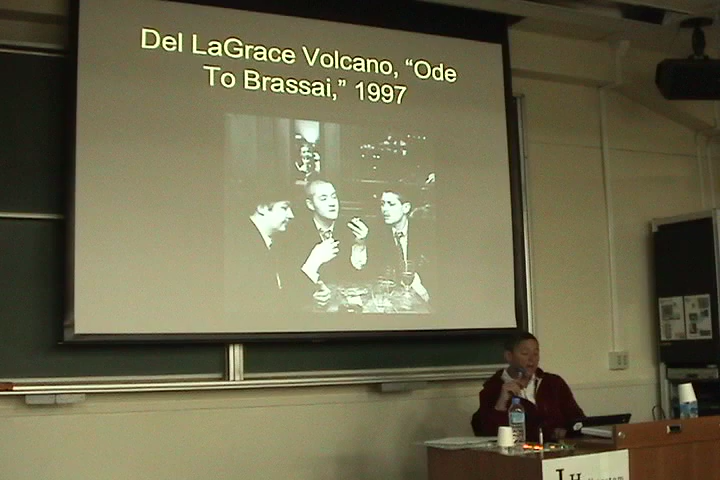 Del LaGrace Volcano, “Ode
To Brassai,” 1997